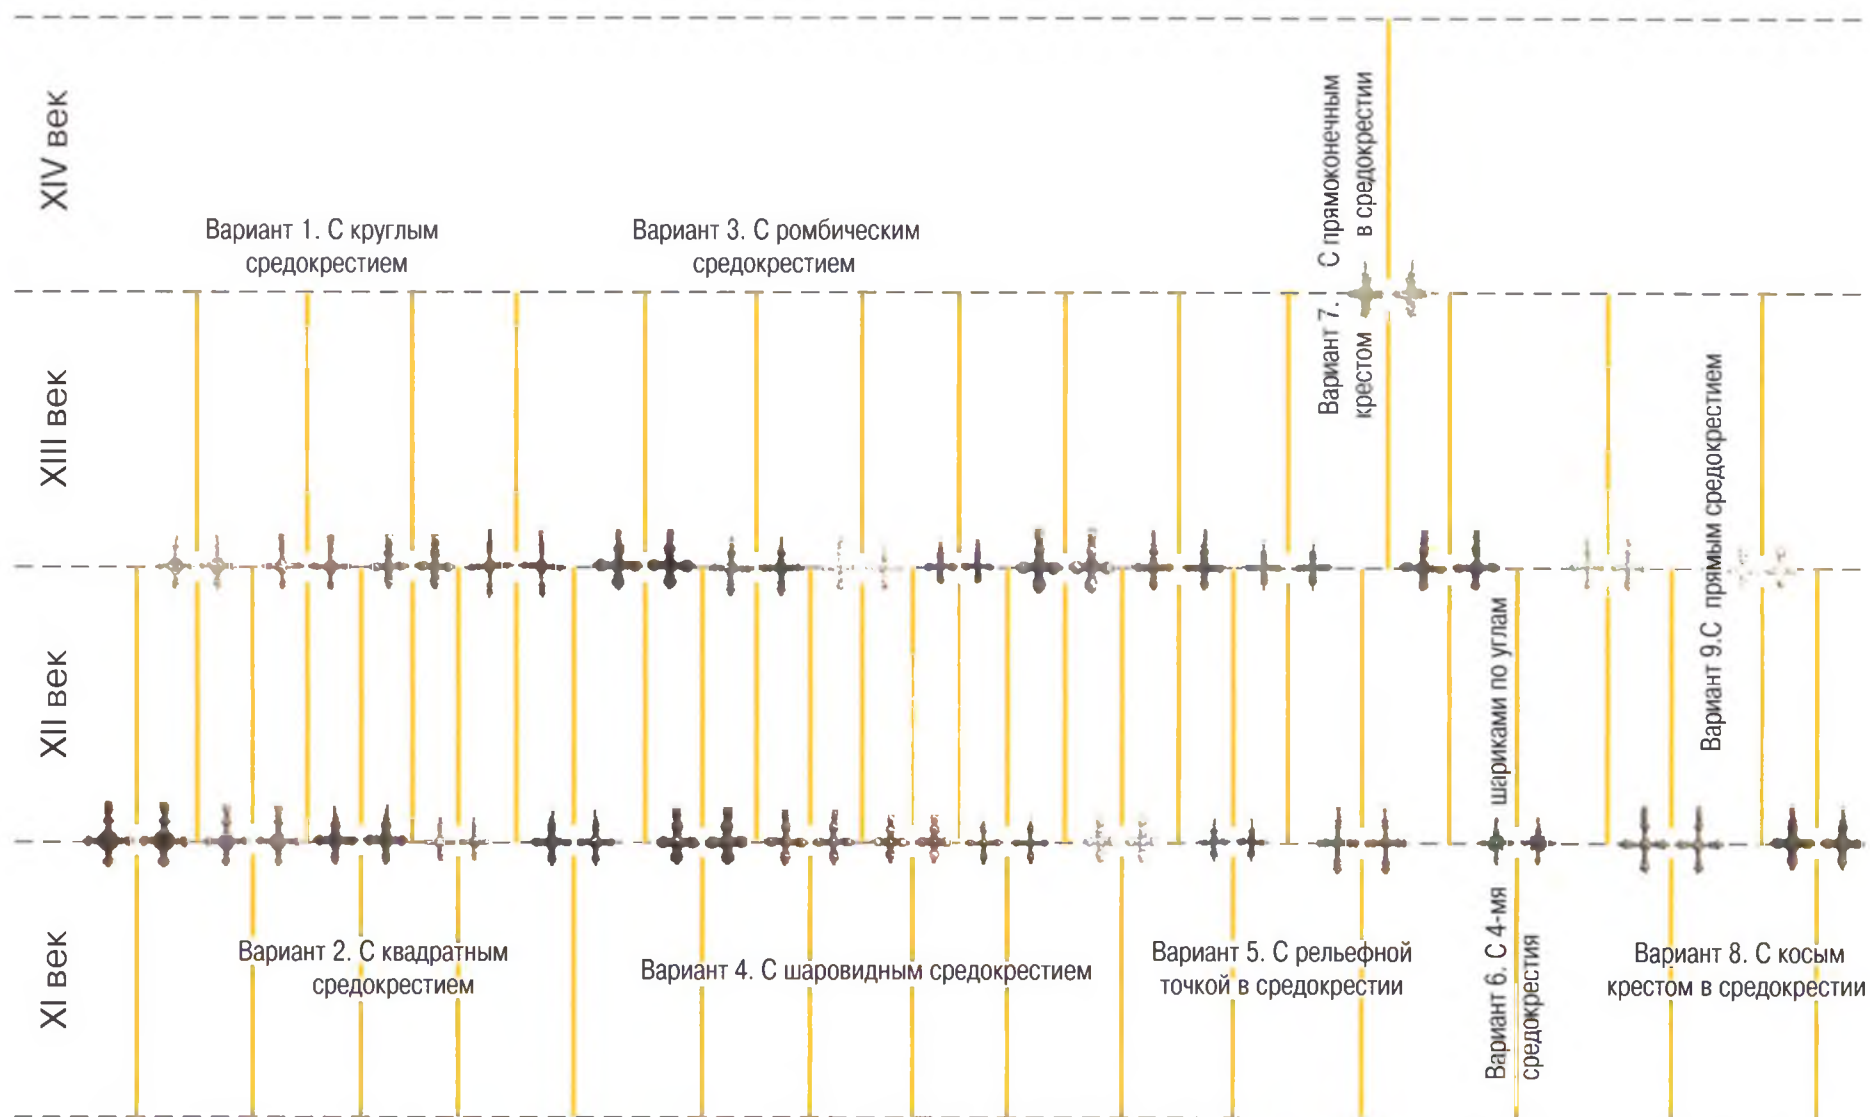 XIV век
XIII век
XII век
XI век
Вариант 1. С круглым
средокрестием
Вариант 3. С ромбическим
средокрестием
Вариант 7. С прямоконечным
крестом в средокрестии
Вариант 9.С прямым средокрестием
Вариант 2. С квадратным
средокрестием
Вариант 4. С шаровидным средокрестием
Вариант 5. С рельефной
точкой в средокрестии
Вариант 6. С 4-мя шариками по углам
средокрестия
Вариант 8. С косым
крестом в средокрестии